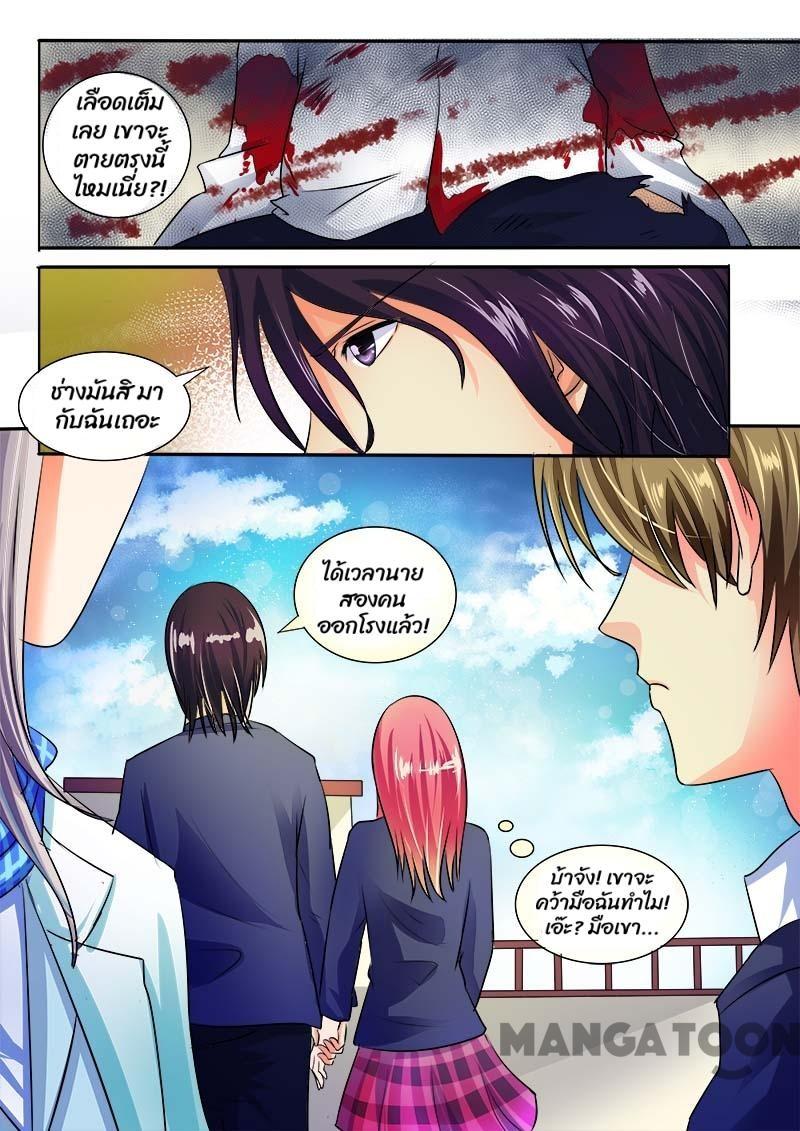 เลือดเต็ม
เลย เขาจะ
ตายตรงนี้
ไหมเนี่ย?!
ช่างมันสิ มา
กับฉันเถอะ
ได้เวลานาย
สองคน
ออกโรงแล้ว!
บ้าจัง! เขาจะ
คว้ามือฉันทำไม!
เอ๊ะ? มือเขา...
MANGATOON